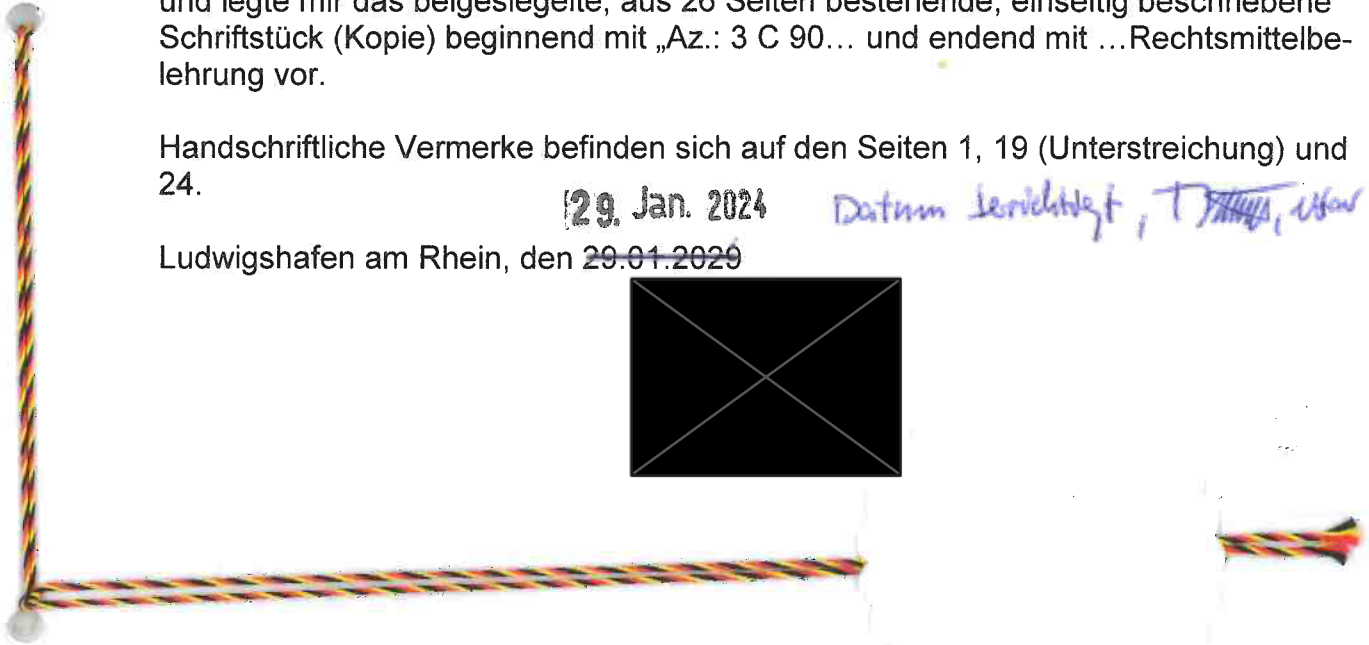 und legte mir das beigesiegelte, aus 26 Seiten bestehende, einseitig beschriebene
Schriftstück (Kopie) beginnend mit „Az.: 3 C 90… und endend mit …Rechtsmittelbe-
lehrung vor.
Handschriftliche Vermerke befinden sich auf den Seiten 1, 19 (Unterstreichung) und
24.
29. Jan. 2024 Datum berichtigt,
Ludwigshafen am Rhein, den 29.01.2029